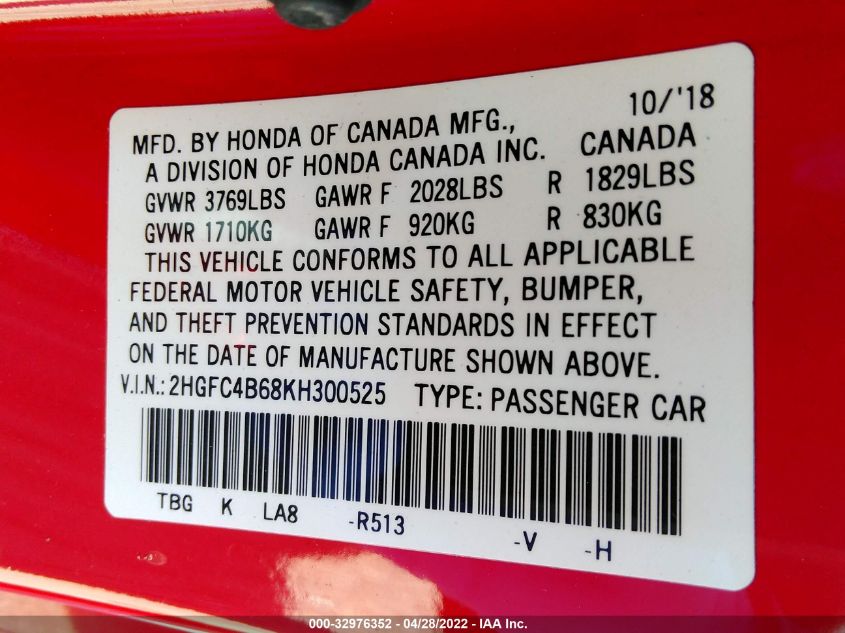 10/'18
MFD. BY HONDA OF CANADA MFG.,
A DIVISION OF HONDA CANADA INC. CANADA
GVWR 3769LBS GAWR F 2028LBS R 1829LBS
GVWR 1710KG GAWR F 920KG R 830KG
THIS VEHICLE CONFORMS TO ALL APPLICABLE
FEDERAL MOTOR VEHICLE SAFETY, BUMPER,
AND THEFT PREVENTION STANDARDS IN EFFECT
ON THE DATE OF MANUFACTURE SHOWN ABOVE.
V.I.N.: 2HGFC4B68KH300525 TYPE: PASSENGER CAR
TBG K LA8 -R513 -V -H
000-32976352 - 04/28/2022 - IAA Inc.